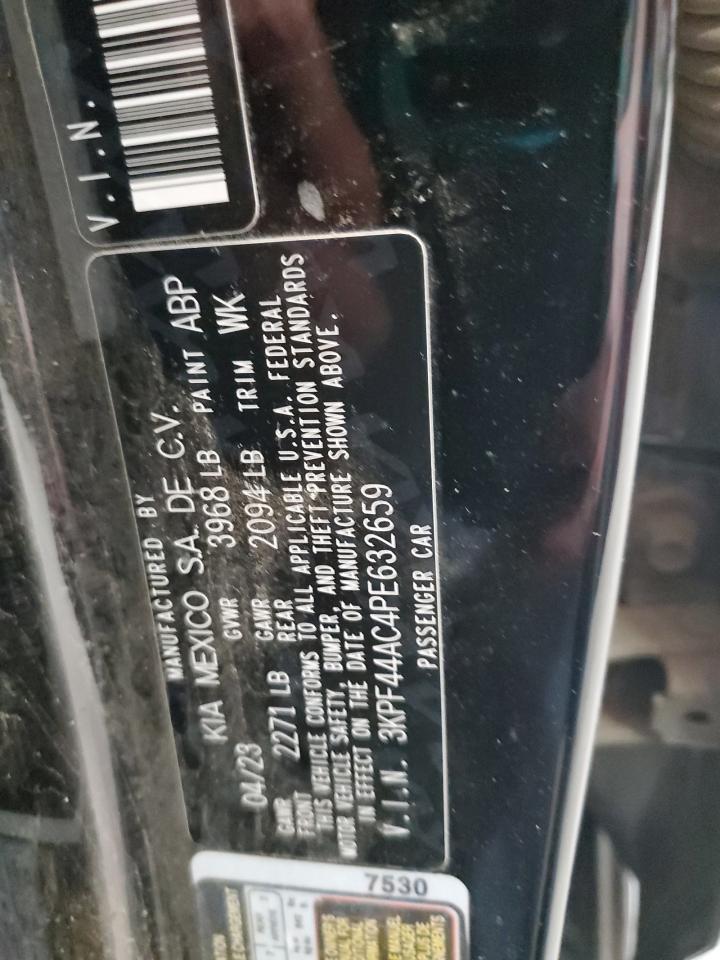 V.I.N.
MANUFACTURED BY
KIA MEXICO S.A. DE C.V.
04/23 GVWR 3968 LB PAINT ABP
GAWR FRONT 2271 LB GAWR REAR 2094 LB TRIM WK
THIS VEHICLE CONFORMS TO ALL APPLICABLE U.S.A. FEDERAL
MOTOR VEHICLE SAFETY, BUMPER, AND THEFT PREVENTION STANDARDS
IN EFFECT ON THE DATE OF MANUFACTURE SHOWN ABOVE.
V.I.N. 3KPF44AC4PE632659
PASSENGER CAR
7530